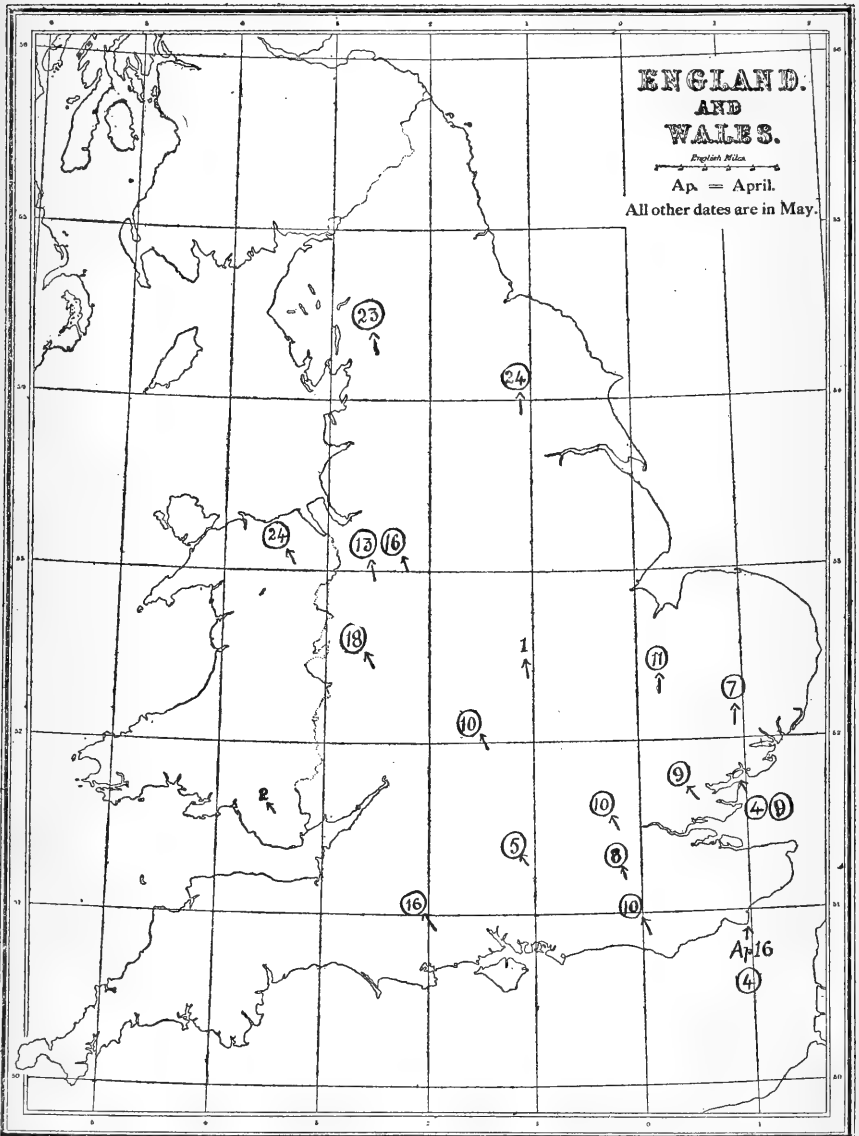 ENGLAND.
AND
WALES.
English Miles
Ap. = April.
All other dates are in May.
23
24
24
13 16
18
1
11
7
10
9
2
10
4
5
8
16
10
Ap 16
4